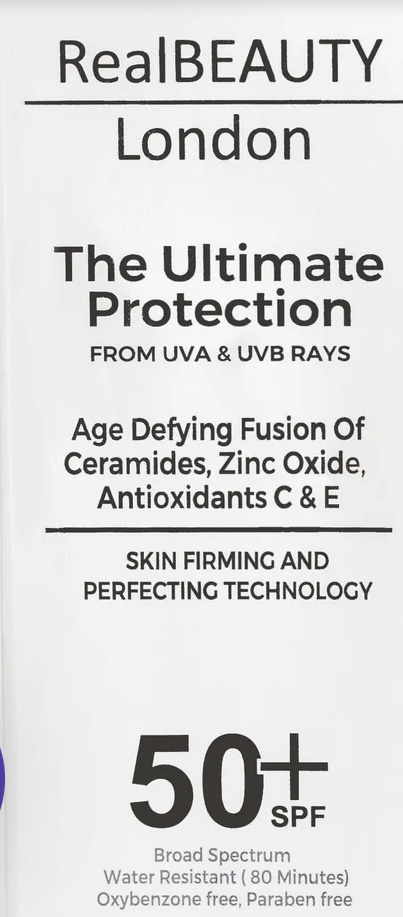 RealBEAUTY
London
The Ultimate
Protection
FROM UVA & UVB RAYS
Age Defying Fusion Of
Ceramides, Zinc Oxide,
Antioxidants C & E
SKIN FIRMING AND
PERFECTING TECHNOLOGY
50+
SPF
Broad Spectrum
Water Resistant ( 80 Minutes)
Oxybenzone free, Paraben free